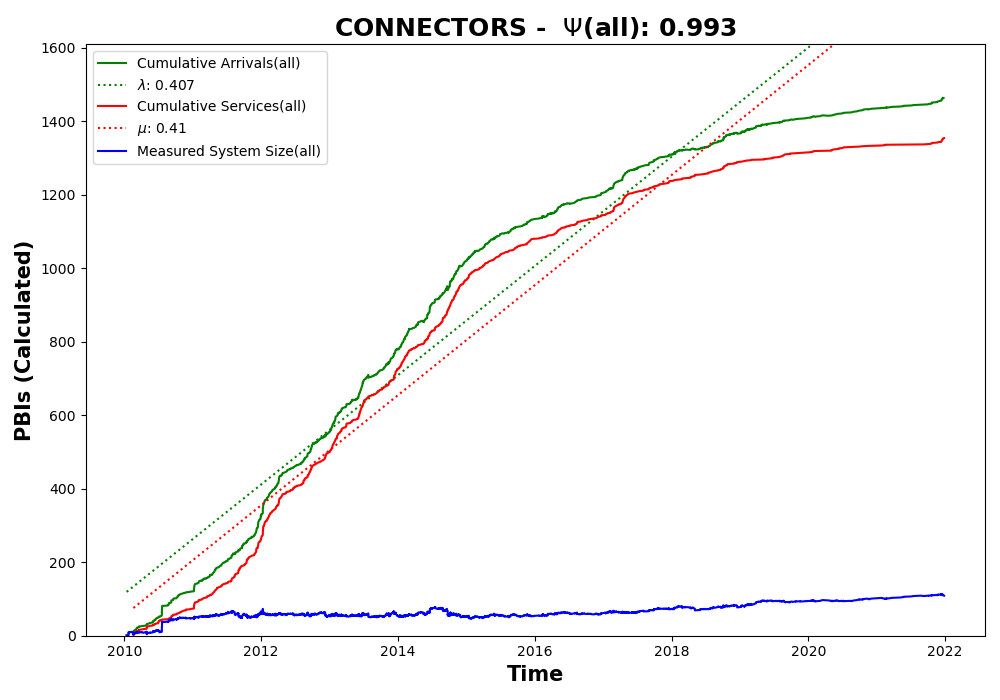 CONNECTORS - Ψ(all): 0.993
Cumulative Arrivals(all)
λ: 0.407
Cumulative Services(all)
μ: 0.41
Measured System Size(all)
PBIs (Calculated)
1600
1400
1200
1000
800
600
400
200
0
2010 2012 2014 2016 2018 2020 2022
Time